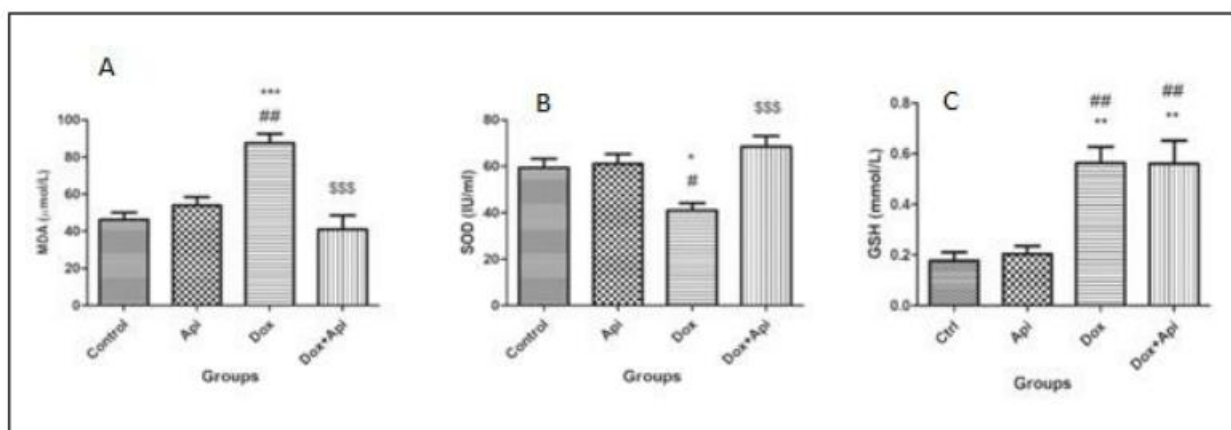 A
MDA (μmol/L)
100
80
60
40
20
0
***
##
$$$
Control
Api
Dox
Dox+Api
Groups
B
SOD (IU/ml)
80
60
40
20
0
*
#
$$$
Control
Api
Dox
Dox+Api
Groups
C
GSH (mmol/L)
0.8
0.6
0.4
0.2
0.0
##
**
##
**
Ctrl
Api
Dox
Dox+Api
Groups